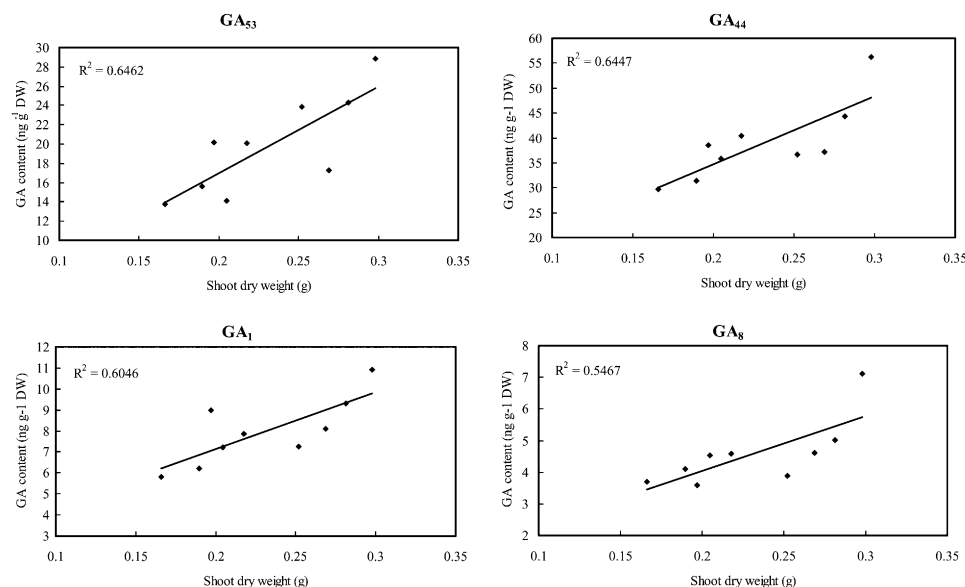 GA53
R2 = 0.6462
GA content (ng g-1 DW)
30
28
26
24
22
20
18
16
14
12
10
0.1 0.15 0.2 0.25 0.3 0.35
Shoot dry weight (g)
GA44
R2 = 0.6447
GA content (ng g-1 DW)
60
55
50
45
40
35
30
25
20
0.1 0.15 0.2 0.25 0.3 0.35
Shoot dry weight (g)
GA1
R2 = 0.6046
GA content (ng g-1 DW)
12
11
10
9
8
7
6
5
4
3
0.1 0.15 0.2 0.25 0.3 0.35
Shoot dry weight (g)
GA8
R2 = 0.5467
GA content (ng g-1 DW)
8
7
6
5
4
3
2
0.1 0.15 0.2 0.25 0.3 0.35
Shoot dry weight (g)